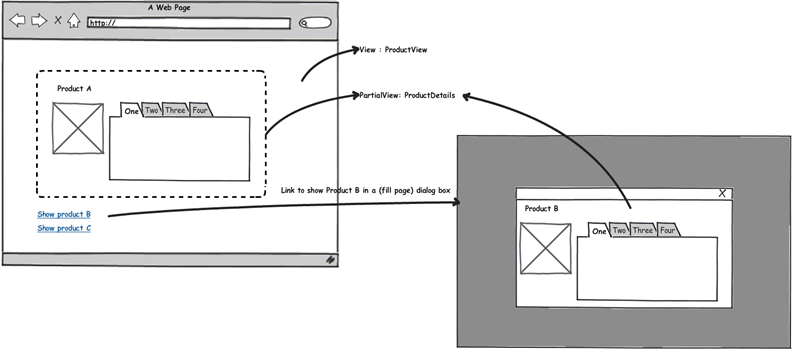 A Web Page
X
http://
View : ProductView
PartialView: ProductDetails
Product A
One Two Three Four
Link to show Product B in a (fill page) dialog box
Show product B
Show product C
X
Product B
One Two Three Four